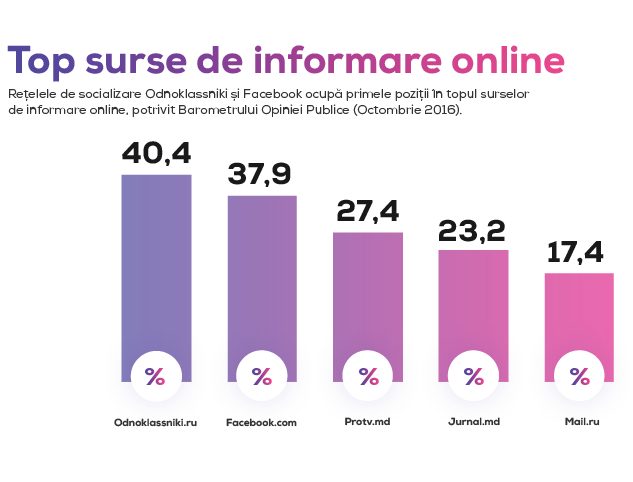 Top surse de informare online
Rețelele de socializare Odnoklassniki și Facebook ocupă primele poziții în topul surselor
de informare online, potrivit Barometrului Opiniei Publice (Octombrie 2016).
40,4 37,9 27,4 23,2 17,4
% % % % %
Odnoklassniki.ru Facebook.com Protv.md Jurnal.md Mail.ru